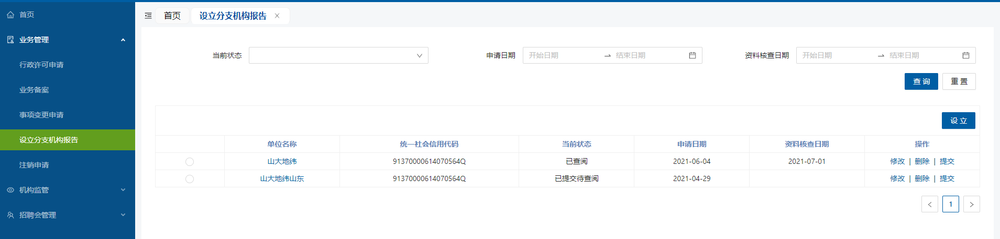 首页
业务管理
行政许可申请
业务备案
事项变更申请
设立分支机构报告
注销申请
机构监管
招聘会管理
首页 设立分支机构报告
当前状态 申请日期 开始日期 结束日期 资料核查日期 开始日期 结束日期
查询 重置
设立
单位名称 统一社会信用代码 当前状态 申请日期 资料核查日期 操作
山大地纬 91370000614070564Q 已查阅 2021-06-04 2021-07-01 修改 | 删除 | 提交
山大地纬山东 91370000614070564Q 已提交待查阅 2021-04-29 修改 | 删除 | 提交
< 1 >